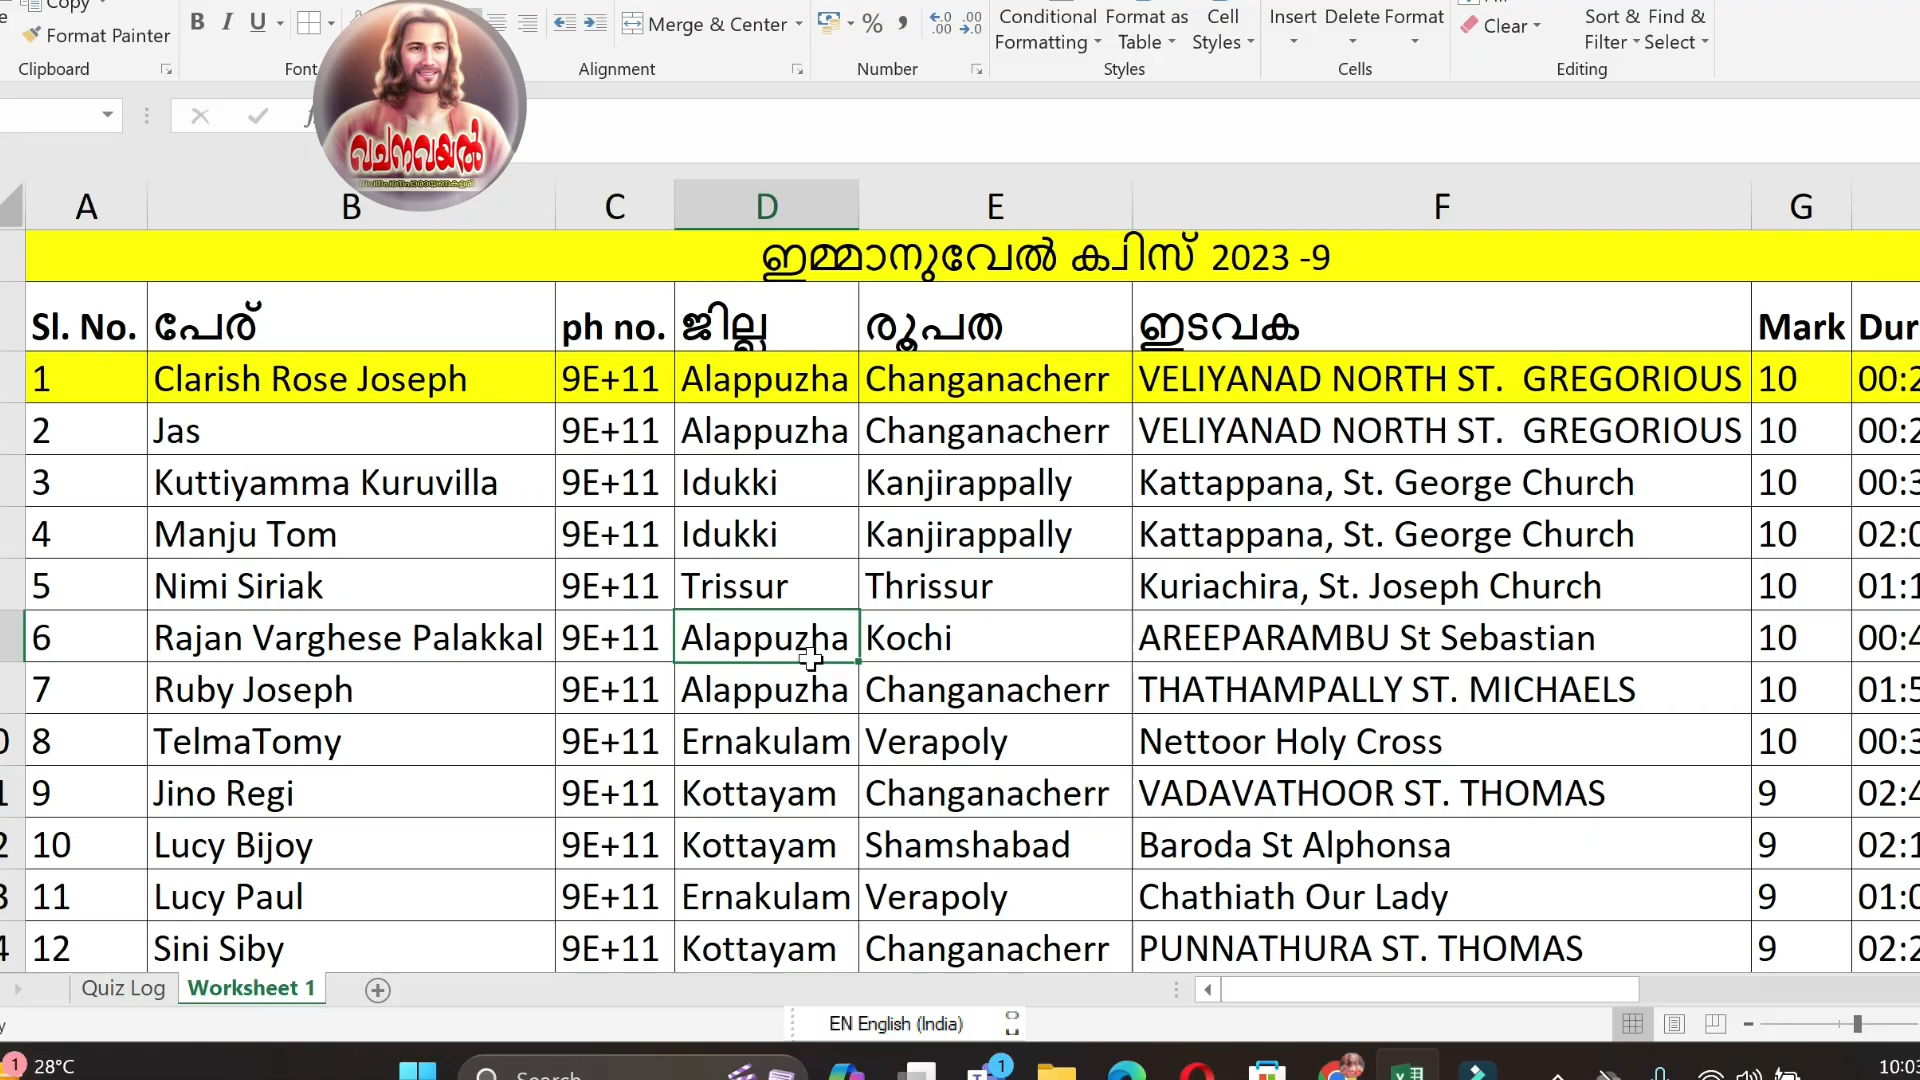 Copy
Format Painter
B I U
Merge & Center
%
Conditional Formatting
Format as Table
Cell Styles
Insert Delete Format
Clear
Sort & Filter
Find & Select
Clipboard Font Alignment Number Styles Cells Editing
വചനവയൽ
A B C D E F G
ഇമ്മാനുവേൽ ക്വിസ് 2023 -9
Sl. No. പേര് ph no. ജില്ല രൂപത ഇടവക Mark
1 Clarish Rose Joseph 9E+11 Alappuzha Changanacherr VELIYANAD NORTH ST. GREGORIOUS 10
2 Jas 9E+11 Alappuzha Changanacherr VELIYANAD NORTH ST. GREGORIOUS 10
3 Kuttiyamma Kuruvilla 9E+11 Idukki Kanjirappally Kattappana, St. George Church 10
4 Manju Tom 9E+11 Idukki Kanjirappally Kattappana, St. George Church 10
5 Nimi Siriak 9E+11 Trissur Thrissur Kuriachira, St. Joseph Church 10
6 Rajan Varghese Palakkal 9E+11 Alappuzha Kochi AREEPARAMBU St Sebastian 10
7 Ruby Joseph 9E+11 Alappuzha Changanacherr THATHAMPALLY ST. MICHAELS 10
8 TelmaTomy 9E+11 Ernakulam Verapoly Nettoor Holy Cross 10
9 Jino Regi 9E+11 Kottayam Changanacherr VADAVATHOOR ST. THOMAS 9
10 Lucy Bijoy 9E+11 Kottayam Shamshabad Baroda St Alphonsa 9
11 Lucy Paul 9E+11 Ernakulam Verapoly Chathiath Our Lady 9
12 Sini Siby 9E+11 Kottayam Changanacherr PUNNATHURA ST. THOMAS 9
Quiz Log Worksheet 1
EN English (India)
1 28°C Search 1 10:03